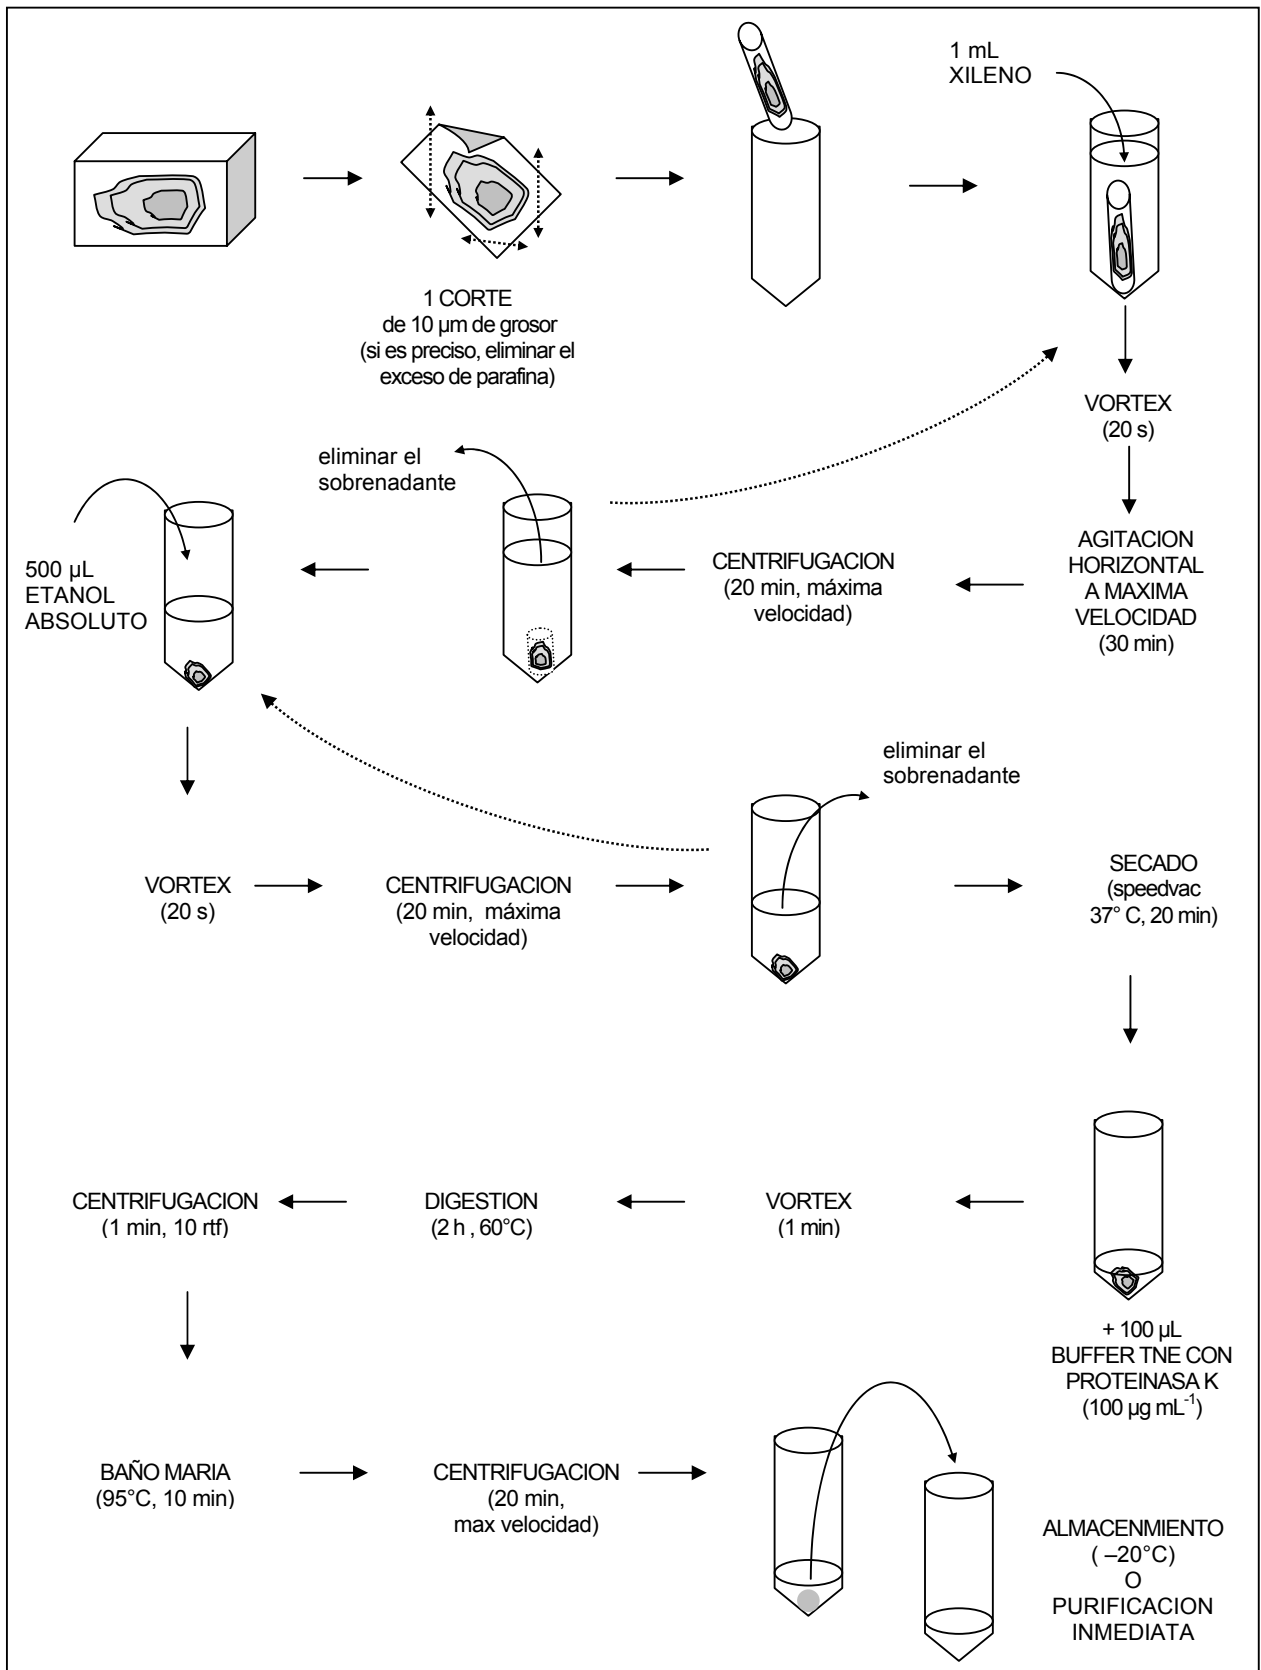 1 mL
XILENO
1 CORTE
de 10 µm de grosor
(si es preciso, eliminar el
exceso de parafina)
VORTEX
(20 s)
AGITACION
HORIZONTAL
A MAXIMA
VELOCIDAD
(30 min)
CENTRIFUGACION
(20 min, máxima
velocidad)
eliminar el
sobrenadante
500 µL
ETANOL
ABSOLUTO
VORTEX
(20 s)
CENTRIFUGACION
(20 min, máxima
velocidad)
eliminar el
sobrenadante
SECADO
(speedvac
37° C, 20 min)
+ 100 µL
BUFFER TNE CON
PROTEINASA K
(100 µg mL⁻¹)
VORTEX
(1 min)
DIGESTION
(2 h , 60°C)
CENTRIFUGACION
(1 min, 10 rtf)
BAÑO MARIA
(95°C, 10 min)
CENTRIFUGACION
(20 min,
max velocidad)
ALMACENMIENTO
( –20°C)
O
PURIFICACION
INMEDIATA